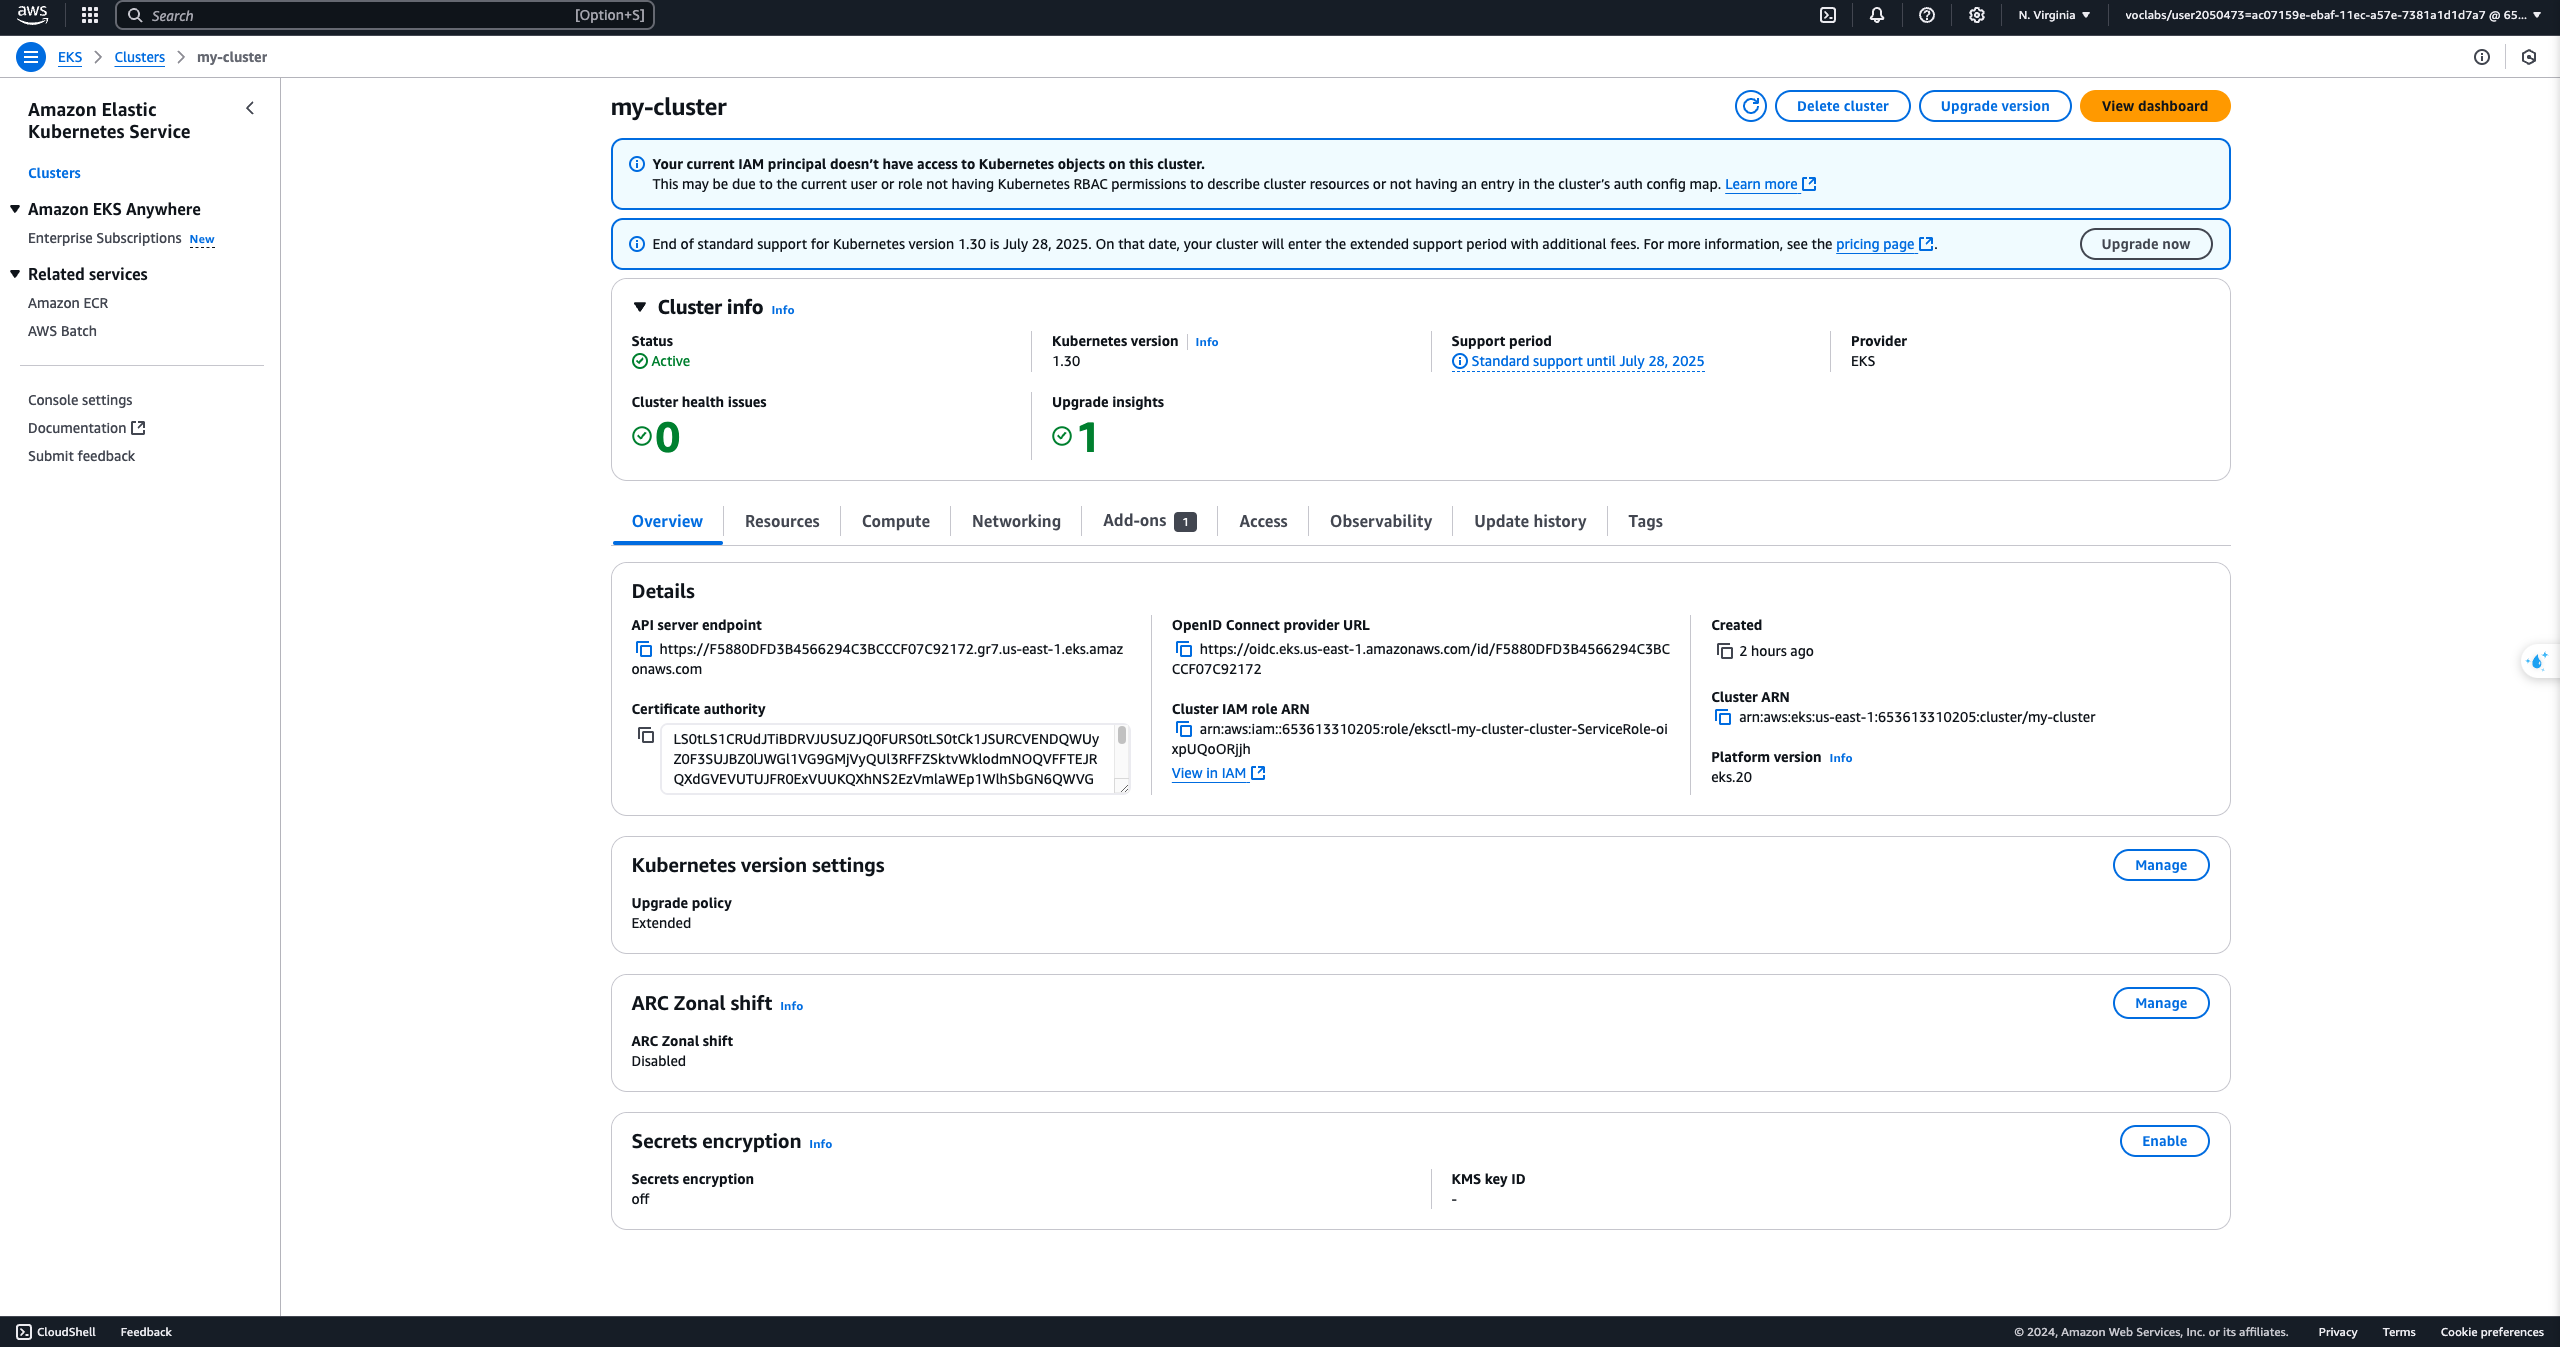 aws
Search [Option+S]
N. Virginia
voclabs/user2050473=ac07159e-ebaf-11ec-a57e-7381a1d1d7a7 @ 65...
EKS
Clusters
my-cluster
Amazon Elastic
Kubernetes Service
Clusters
Amazon EKS Anywhere
Enterprise Subscriptions New
Related services
Amazon ECR
AWS Batch
Console settings
Documentation
Submit feedback
my-cluster
Delete cluster
Upgrade version
View dashboard
Your current IAM principal doesn't have access to Kubernetes objects on this cluster.
This may be due to the current user or role not having Kubernetes RBAC permissions to describe cluster resources or not having an entry in the cluster's auth config map. Learn more
End of standard support for Kubernetes version 1.30 is July 28, 2025. On that date, your cluster will enter the extended support period with additional fees. For more information, see the pricing page.
Upgrade now
Cluster info Info
Status
Active
Kubernetes version Info
1.30
Support period
Standard support until July 28, 2025
Provider
EKS
Cluster health issues
0
Upgrade insights
1
Overview
Resources
Compute
Networking
Add-ons 1
Access
Observability
Update history
Tags
Details
API server endpoint
https://F5880DFD3B4566294C3BCCCF07C92172.gr7.us-east-1.eks.amaz
onaws.com
Certificate authority
LS0tLS1CRUdJTiBDRVJUSUZJQ0FURS0tLS0tCk1JSURCVENDQWUy
Z0F3SUJBZ0lJWGl1VG9GMjVyQUl3RFFZSktvWklodmNOQVFFTEJR
QXdGVEVUTUJFR0ExVUUKQXhNS2EzVmlaWEp1WlhSbGN6QWVG
OpenID Connect provider URL
https://oidc.eks.us-east-1.amazonaws.com/id/F5880DFD3B4566294C3BC
CCF07C92172
Cluster IAM role ARN
arn:aws:iam::653613310205:role/eksctl-my-cluster-cluster-ServiceRole-oi
xpUQoORjjh
View in IAM
Created
2 hours ago
Cluster ARN
arn:aws:eks:us-east-1:653613310205:cluster/my-cluster
Platform version Info
eks.20
Kubernetes version settings
Manage
Upgrade policy
Extended
ARC Zonal shift Info
Manage
ARC Zonal shift
Disabled
Secrets encryption Info
Enable
Secrets encryption
off
KMS key ID
-
CloudShell
Feedback
© 2024, Amazon Web Services, Inc. or its affiliates.
Privacy
Terms
Cookie preferences